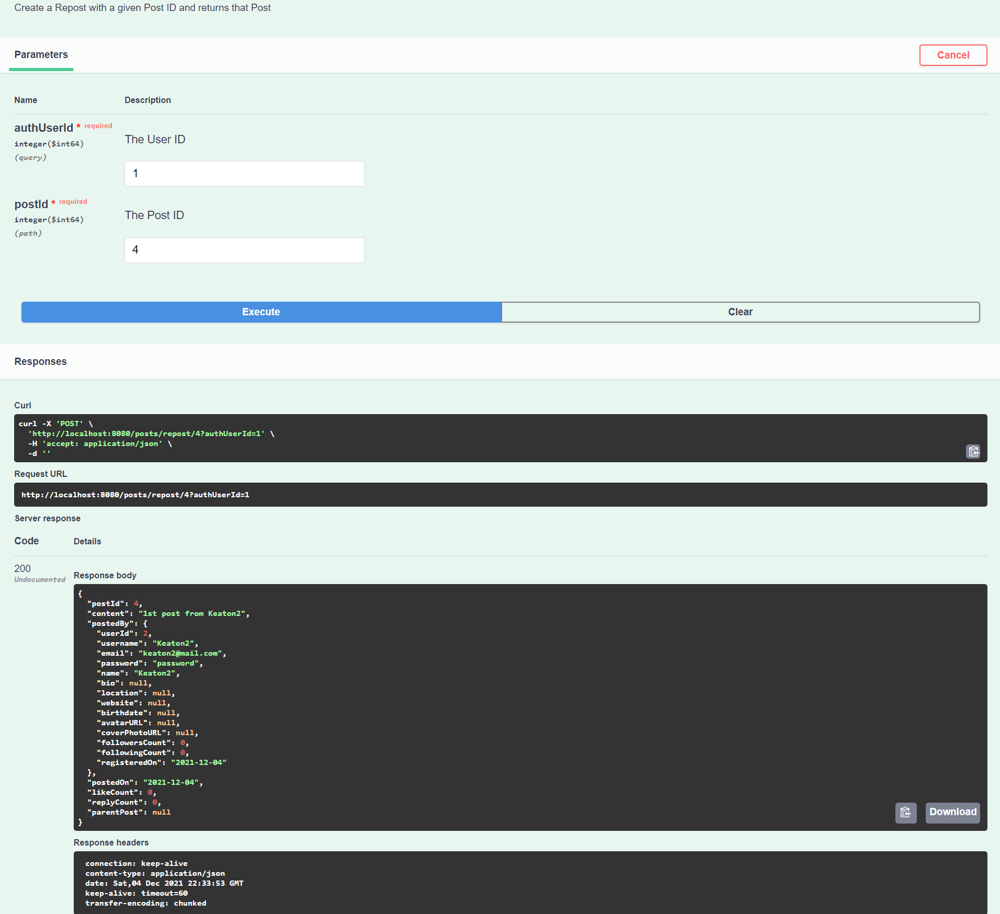 Create a Repost with a given Post ID and returns that Post
Parameters
Cancel
Name Description
authUserId * required
integer($int64)
(query)
The User ID
1
postId * required
integer($int64)
(path)
The Post ID
4
Execute
Clear
Responses
Curl
curl -X 'POST' \
  'http://localhost:8080/posts/repost/4?authUserId=1' \
  -H 'accept: application/json' \
  -d ''
Request URL
http://localhost:8080/posts/repost/4?authUserId=1
Server response
Code Details
200
Undocumented
Response body
{
  "postId": 4,
  "content": "1st post from Keaton2",
  "postedBy": {
    "userId": 2,
    "username": "Keaton2",
    "email": "keaton2@mail.com",
    "password": "password",
    "name": "Keaton2",
    "bio": null,
    "location": null,
    "website": null,
    "birthdate": null,
    "avatarURL": null,
    "coverPhotoURL": null,
    "followersCount": 0,
    "followingCount": 0,
    "registeredOn": "2021-12-04"
  },
  "postedOn": "2021-12-04",
  "likeCount": 0,
  "replyCount": 0,
  "parentPost": null
}
Download
Response headers
connection: keep-alive
content-type: application/json
date: Sat,04 Dec 2021 22:33:53 GMT
keep-alive: timeout=60
transfer-encoding: chunked